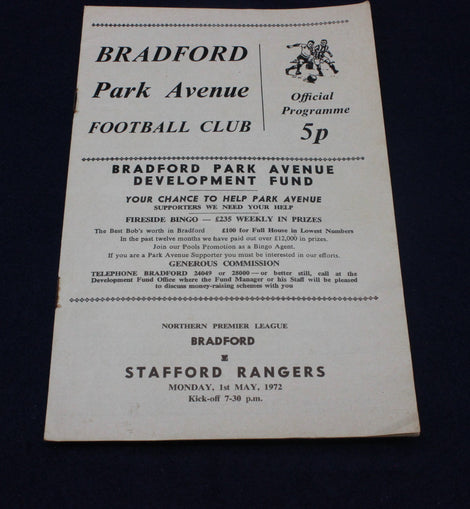 BRADFORD
Park Avenue
FOOTBALL CLUB
Official
Programme
5p
BRADFORD PARK AVENUE
DEVELOPMENT FUND
YOUR CHANCE TO HELP PARK AVENUE
SUPPORTERS WE NEED YOUR HELP
FIRESIDE BINGO — £235 WEEKLY IN PRIZES
The Best Bob's worth in Bradford £100 for Full House in Lowest Numbers
In the past twelve months we have paid out over £12,000 in prizes.
Join our Pools Promotion as a Bingo Agent.
If you are a Park Avenue Supporter you must be interested in our efforts.
GENEROUS COMMISSION
TELEPHONE BRADFORD 24049 or 28000 — or better still, call at the
Development Fund Office where the Fund Manager or his Staff will be pleased
to discuss money-raising schemes with you
NORTHERN PREMIER LEAGUE
BRADFORD
v
STAFFORD RANGERS
MONDAY, 1st MAY, 1972
Kick-off 7-30 p.m.